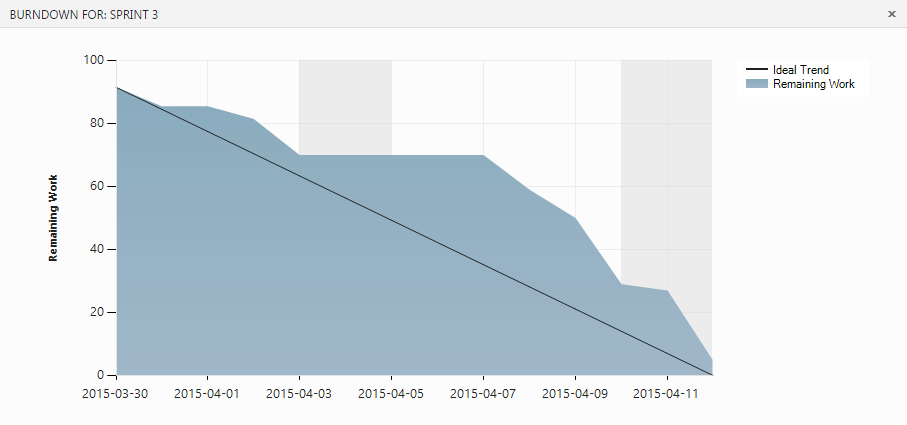 BURNDOWN FOR: SPRINT 3
×
100
80
60
40
20
0
Remaining Work
2015-03-30 2015-04-01 2015-04-03 2015-04-05 2015-04-07 2015-04-09 2015-04-11
Ideal Trend
Remaining Work